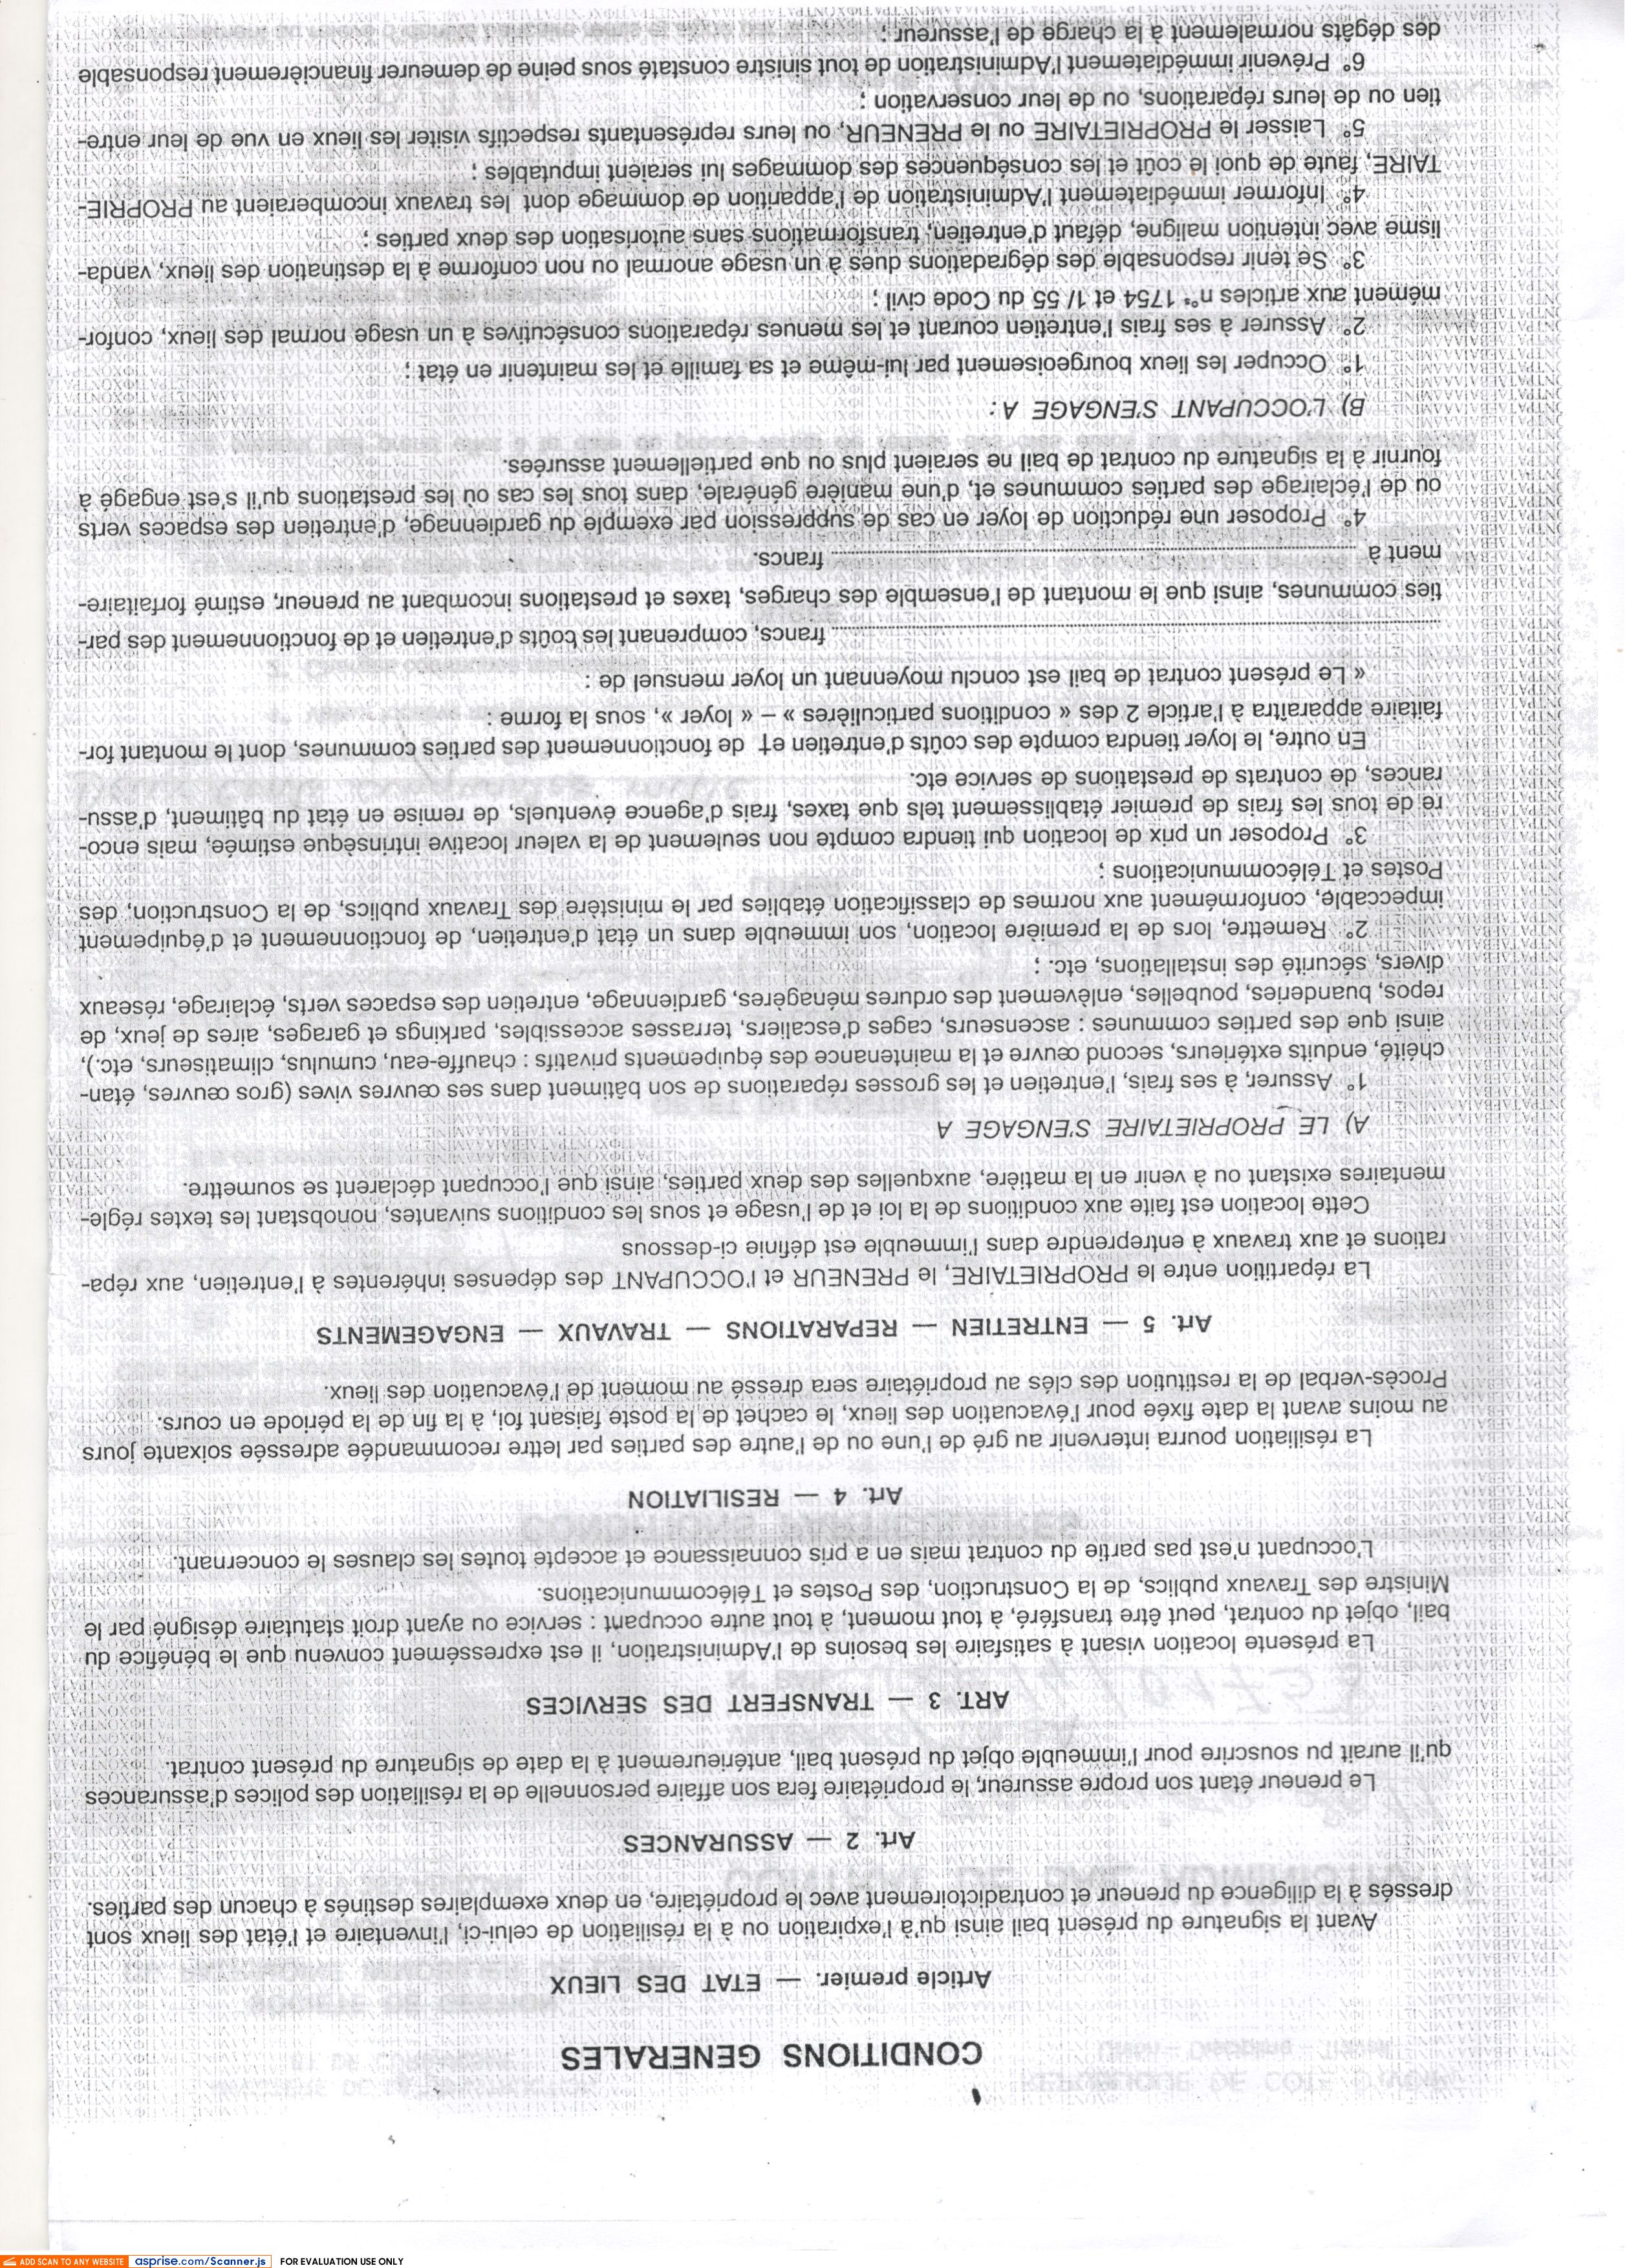 CONDITIONS GENERALES
Article premier. — ETAT DES LIEUX
Avant la signature du présent bail ainsi qu'à l'expiration ou à la résiliation de celui-ci, l'inventaire et l'état des lieux sont
dressés à la diligence du preneur et contradictoirement avec le propriétaire, en deux exemplaires destinés à chacun des parties.
Art. 2 — ASSURANCES
Le preneur étant son propre assureur, le propriétaire fera son affaire personnelle de la résiliation des polices d'assurances
qu'il aurait pu souscrire pour l'immeuble objet du présent bail, antérieurement à la date de signature du présent contrat.
ART. 3 — TRANSFERT DES SERVICES
La présente location visant à satisfaire les besoins de l'Administration, il est expressément convenu que le bénéfice du
bail, objet du contrat, peut être transféré, à tout moment, à tout autre occupant : service ou ayant droit statutaire désigné par le
Ministre des Travaux publics, de la Construction, des Postes et Télécommunications.
L'occupant n'est pas partie du contrat mais en a pris connaissance et accepte toutes les clauses le concernant.
Art. 4 — RESILIATION
La résiliation pourra intervenir au gré de l'une ou de l'autre des parties par lettre recommandée adressée soixante jours
au moins avant la date fixée pour l'évacuation des lieux, le cachet de la poste faisant foi, à la fin de la période en cours.
Procès-verbal de la restitution des clés au propriétaire sera dressé au moment de l'évacuation des lieux.
Art. 5 — ENTRETIEN — REPARATIONS — TRAVAUX — ENGAGEMENTS
La répartition entre le PROPRIETAIRE, le PRENEUR et l'OCCUPANT des dépenses inhérentes à l'entretien, aux répa-
rations et aux travaux à entreprendre dans l'immeuble est définie ci-dessous
Cette location est faite aux conditions de la loi et de l'usage et sous les conditions suivantes, nonobstant les textes régle-
mentaires existant ou à venir en la matière, auxquelles des deux parties, ainsi que l'occupant déclarent se soumettre.
A) LE PROPRIETAIRE S'ENGAGE A
1° Assurer, à ses frais, l'entretien et les grosses réparations de son bâtiment dans ses œuvres vives (gros œuvres, étan-
chéité, enduits extérieurs, second œuvre et la maintenance des équipements privatifs : chauffe-eau, cumulus, climatiseurs, etc.),
ainsi que des parties communes : ascenseurs, cages d'escaliers, terrasses accessibles, parkings et garages, aires de jeux, de
repos, buanderies, poubelles, enlèvement des ordures ménagères, gardiennage, entretien des espaces verts, éclairage, réseaux
divers, sécurité des installations, etc. ;
2° Remettre, lors de la première location, son immeuble dans un état d'entretien, de fonctionnement et d'équipement
impeccable, conformément aux normes de classification établies par le ministère des Travaux publics, de la Construction, des
Postes et Télécommunications ;
3° Proposer un prix de location qui tiendra compte non seulement de la valeur locative intrinsèque estimée, mais enco-
re de tous les frais de premier établissement tels que taxes, frais d'agence éventuels, de remise en état du bâtiment, d'assu-
rances, de contrats de prestations de service etc.
En outre, le loyer tiendra compte des coûts d'entretien et de fonctionnement des parties communes, dont le montant for-
faitaire apparaîtra à l'article 2 des « conditions particulières » – « loyer », sous la forme :
« Le présent contrat de bail est conclu moyennant un loyer mensuel de :
........................................ francs, comprenant les coûts d'entretien et de fonctionnement des par-
ties communes, ainsi que le montant de l'ensemble des charges, taxes et prestations incombant au preneur, estimé forfaitaire-
ment à ........................................ francs.
4° Proposer une réduction de loyer en cas de suppression par exemple du gardiennage, d'entretien des espaces verts
ou de l'éclairage des parties communes et, d'une manière générale, dans tous les cas où les prestations qu'il s'est engagé à
fournir à la signature du contrat de bail ne seraient plus ou que partiellement assurées.
B) L'OCCUPANT S'ENGAGE A :
1° Occuper les lieux bourgeoisement par lui-même et sa famille et les maintenir en état ;
2° Assurer à ses frais l'entretien courant et les menues réparations consécutives à un usage normal des lieux, confor-
mément aux articles n°s 1754 et 1/ 55 du Code civil ;
3° Se tenir responsable des dégradations dues à un usage anormal ou non conforme à la destination des lieux, vanda-
lisme avec intention maligne, défaut d'entretien, transformations sans autorisation des deux parties ;
4° Informer immédiatement l'Administration de l'apparition de dommage dont les travaux incomberaient au PROPRIE-
TAIRE, faute de quoi le coût et les conséquences des dommages lui seraient imputables ;
5° Laisser le PROPRIETAIRE ou le PRENEUR, ou leurs représentants respectifs visiter les lieux en vue de leur entre-
tien ou de leurs réparations, ou de leur conservation ;
6° Prévenir immédiatement l'Administration de tout sinistre constaté sous peine de demeurer financièrement responsable
des dégâts normalement à la charge de l'assureur ;
ADD SCAN TO ANY WEBSITE asprise.com/Scanner.js FOR EVALUATION USE ONLY